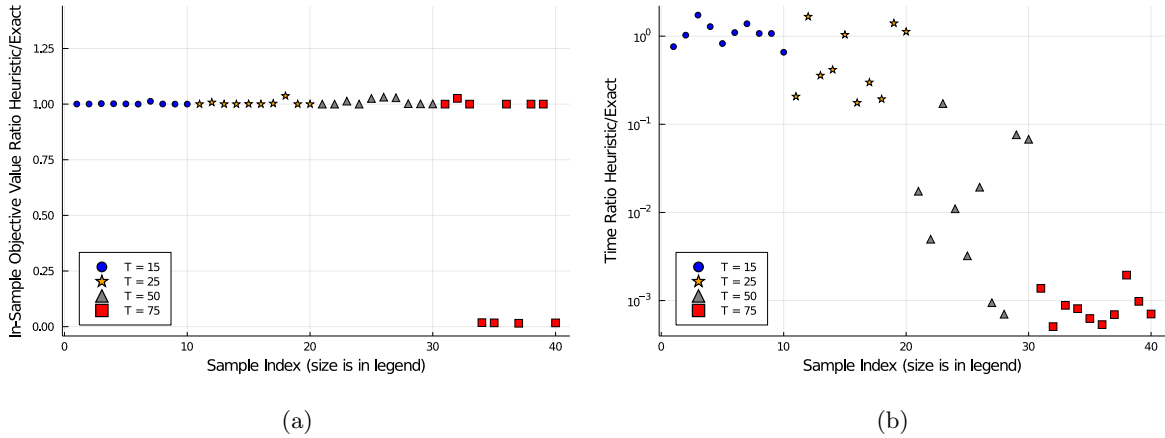 In-Sample Objective Value Ratio Heuristic/Exact
1.25
1.00
0.75
0.50
0.25
0.00
T = 15
T = 25
T = 50
T = 75
0
10
20
30
40
Sample Index (size is in legend)
(a)
Time Ratio Heuristic/Exact
10⁰
10⁻¹
10⁻²
10⁻³
T = 15
T = 25
T = 50
T = 75
0
10
20
30
40
Sample Index (size is in legend)
(b)